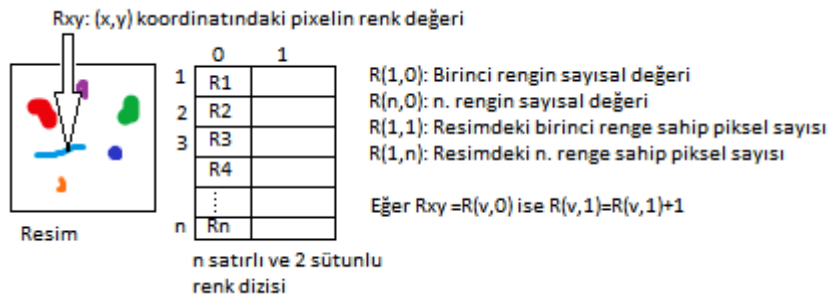 Rxy: (x,y) koordinatındaki pixelin renk değeri
0 1
1 R1
2 R2
3 R3
R4
n Rn
Resim
n satırlı ve 2 sütunlu
renk dizisi
R(1,0): Birinci rengin sayısal değeri
R(n,0): n. rengin sayısal değeri
R(1,1): Resimdeki birinci renge sahip piksel sayısı
R(1,n): Resimdeki n. renge sahip piksel sayısı
Eğer Rxy =R(v,0) ise R(v,1)=R(v,1)+1